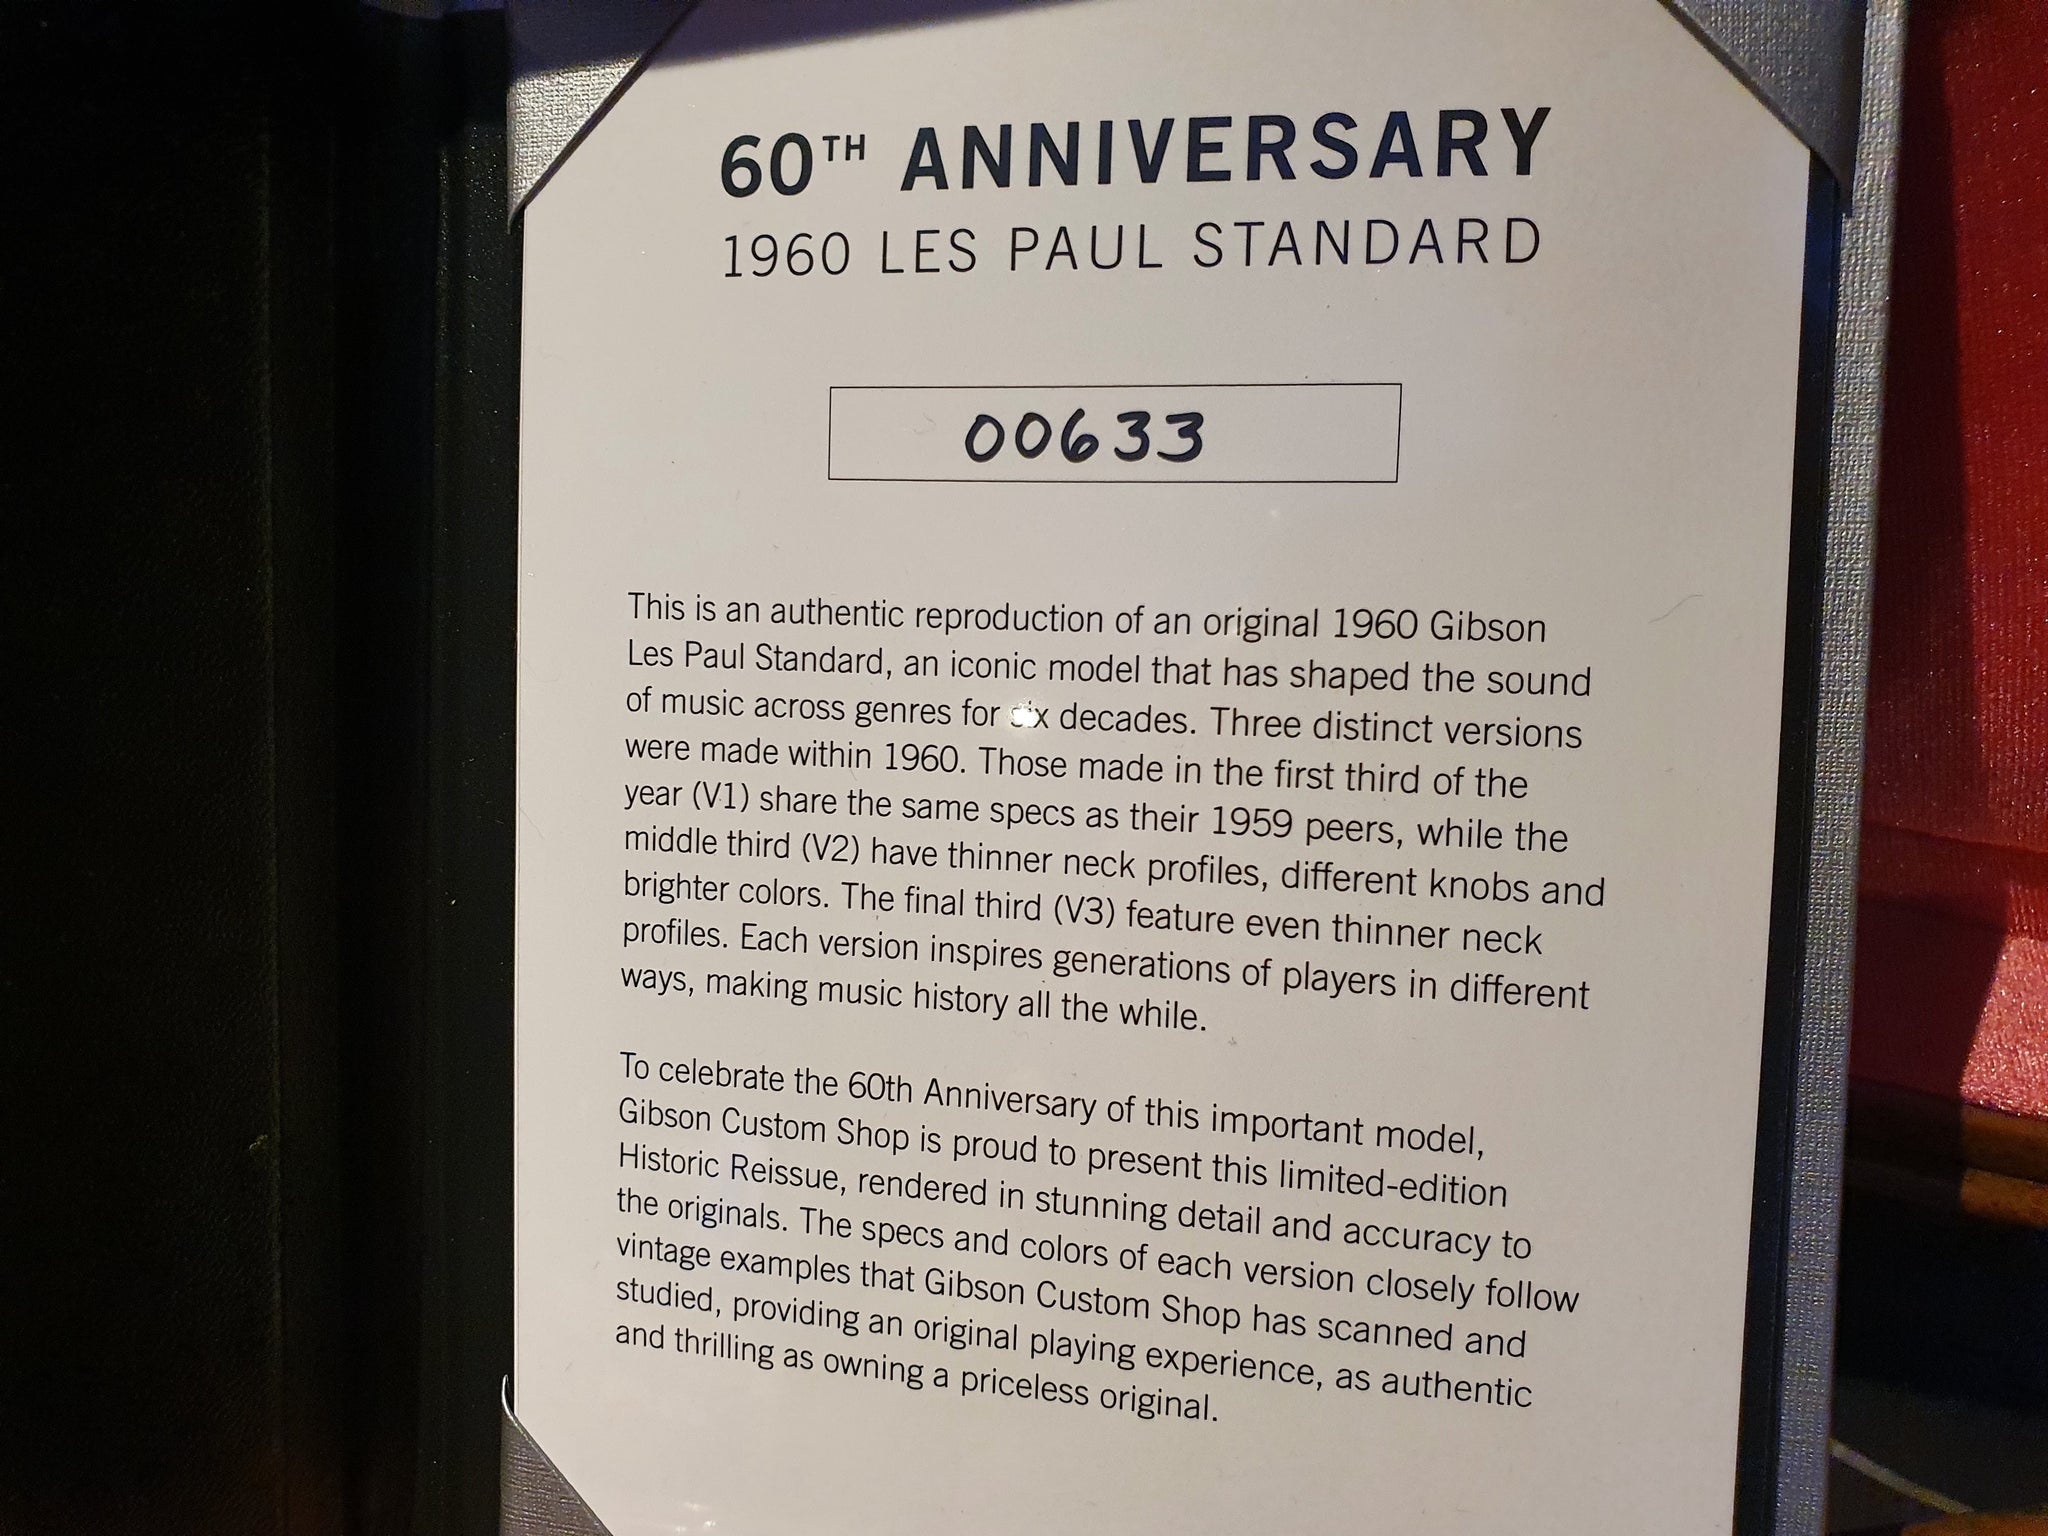 60TH ANNIVERSARY
1960 LES PAUL STANDARD
00633
This is an authentic reproduction of an original 1960 Gibson
Les Paul Standard, an iconic model that has shaped the sound
of music across genres for six decades. Three distinct versions
were made within 1960. Those made in the first third of the
year (V1) share the same specs as their 1959 peers, while the
middle third (V2) have thinner neck profiles, different knobs and
brighter colors. The final third (V3) feature even thinner neck
profiles. Each version inspires generations of players in different
ways, making music history all the while.
To celebrate the 60th Anniversary of this important model,
Gibson Custom Shop is proud to present this limited-edition
Historic Reissue, rendered in stunning detail and accuracy to
the originals. The specs and colors of each version closely follow
vintage examples that Gibson Custom Shop has scanned and
studied, providing an original playing experience, as authentic
and thrilling as owning a priceless original.